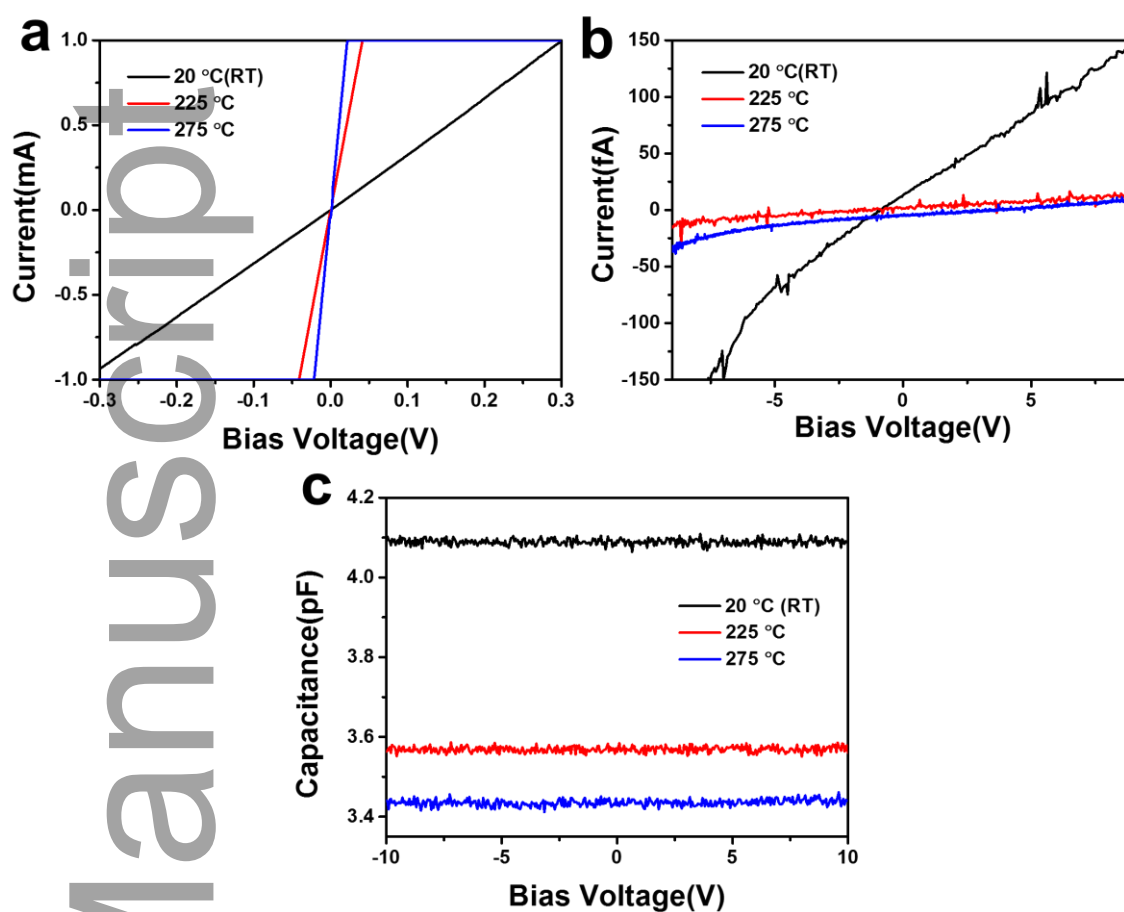 a
1.0
0.5
0.0
-0.5
-1.0
Current(mA)
20 °C(RT)
225 °C
275 °C
-0.3 -0.2 -0.1 0.0 0.1 0.2 0.3
Bias Voltage(V)
b
150
100
50
0
-50
-100
-150
Current(fA)
20 °C(RT)
225 °C
275 °C
-5 0 5
Bias Voltage(V)
c
4.2
4.0
3.8
3.6
3.4
Capacitance(pF)
20 °C (RT)
225 °C
275 °C
-10 -5 0 5 10
Bias Voltage(V)
Manuscript